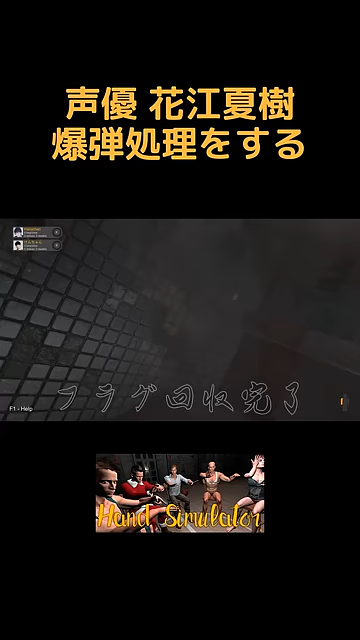 声優 花江夏樹
爆弾処理をする
フラグ回収完了
F1 - Help
Hand Simulator